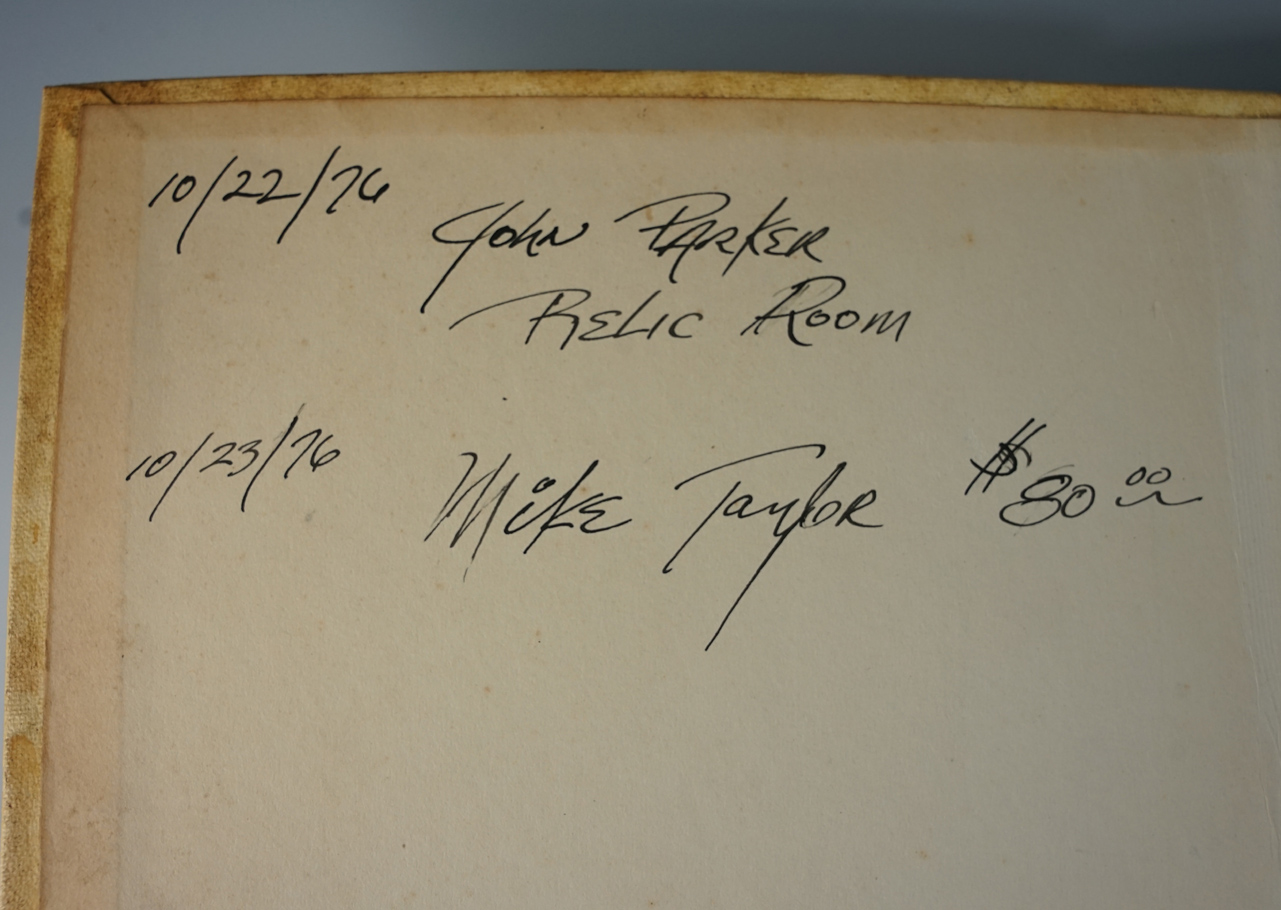 10/22/76 John Parker
Relic Room
10/23/76 Mike Taylor $80.00